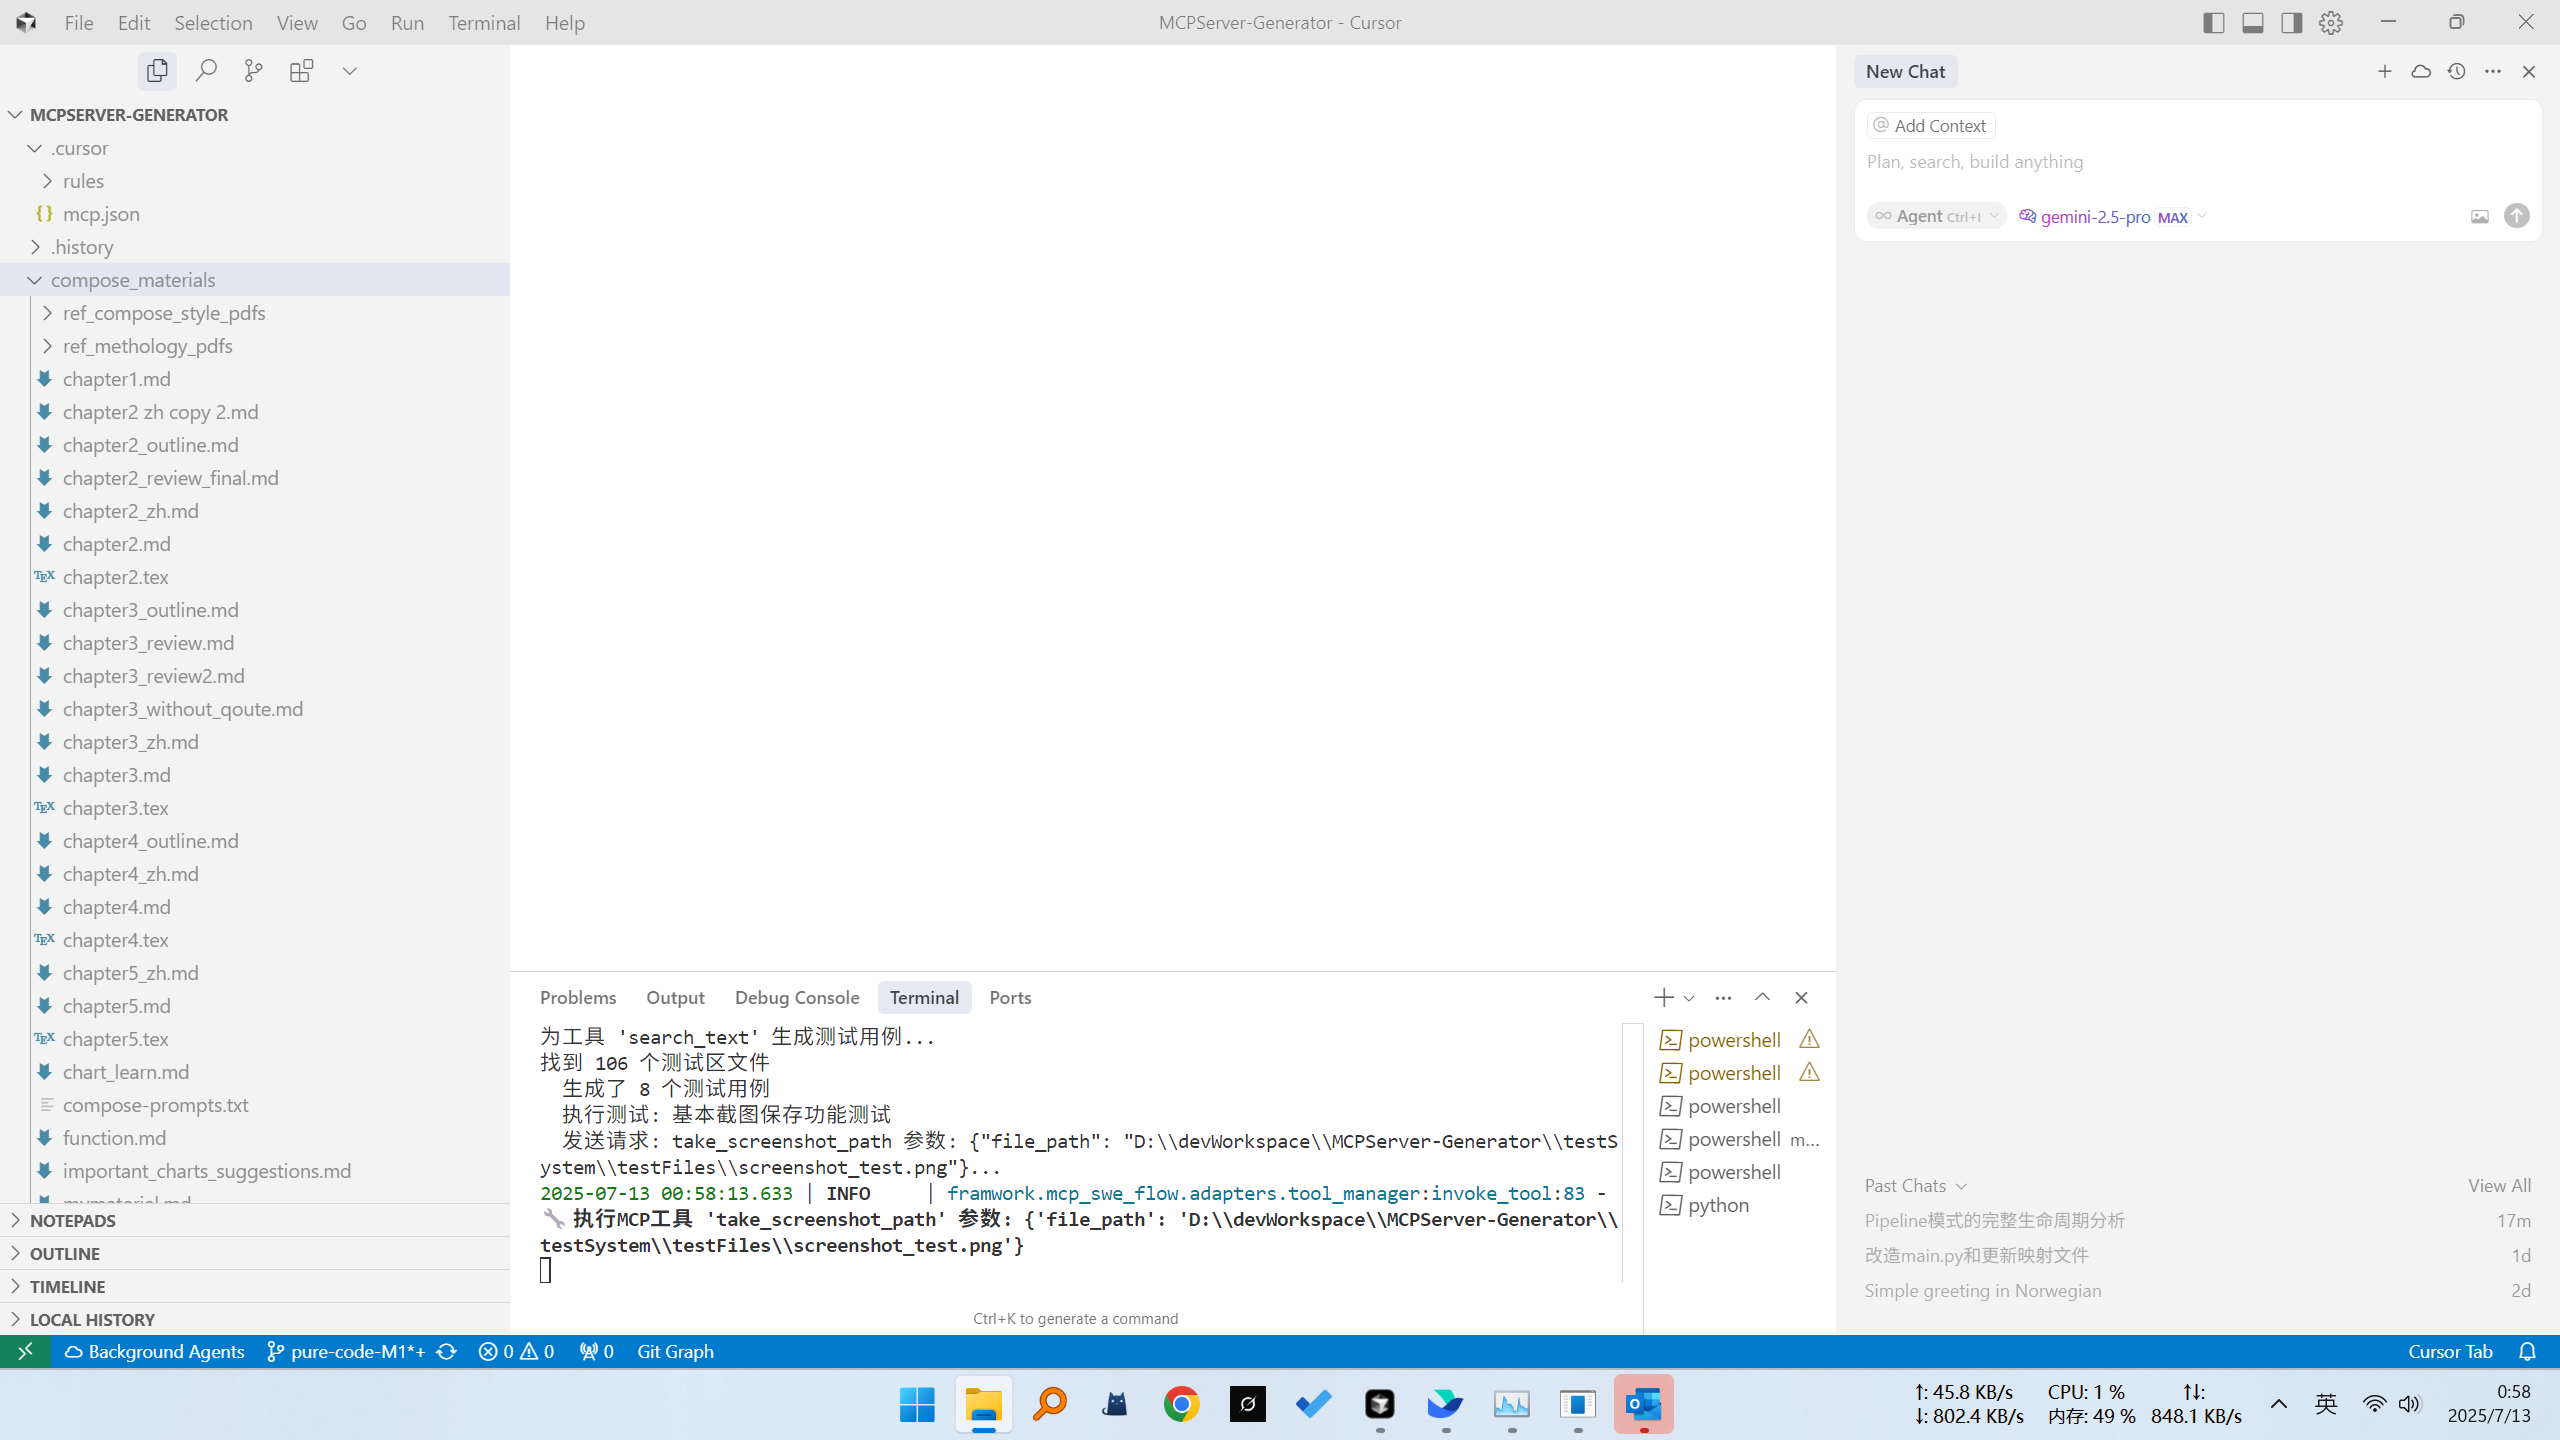 File Edit Selection View Go Run Terminal Help
MCPServer-Generator - Cursor
MCPSERVER-GENERATOR
.cursor
rules
mcp.json
.history
compose_materials
ref_compose_style_pdfs
ref_methology_pdfs
chapter1.md
chapter2 zh copy 2.md
chapter2_outline.md
chapter2_review_final.md
chapter2_zh.md
chapter2.md
TEX chapter2.tex
chapter3_outline.md
chapter3_review.md
chapter3_review2.md
chapter3_without_qoute.md
chapter3_zh.md
chapter3.md
TEX chapter3.tex
chapter4_outline.md
chapter4_zh.md
chapter4.md
TEX chapter4.tex
chapter5_zh.md
chapter5.md
TEX chapter5.tex
chart_learn.md
compose-prompts.txt
function.md
important_charts_suggestions.md
mymaterial.md
NOTEPADS
OUTLINE
TIMELINE
LOCAL HISTORY
Problems Output Debug Console Terminal Ports
为工具 'search_text' 生成测试用例...
找到 106 个测试区文件
生成了 8 个测试用例
执行测试: 基本截图保存功能测试
发送请求: take_screenshot_path 参数: {"file_path": "D:\\devWorkspace\\MCPServer-Generator\\testS
ystem\\testFiles\\screenshot_test.png"}...
2025-07-13 00:58:13.633 | INFO | framwork.mcp_swe_flow.adapters.tool_manager:invoke_tool:83 -
🔧 执行MCP工具 'take_screenshot_path' 参数: {'file_path': 'D:\\devWorkspace\\MCPServer-Generator\\
testSystem\\testFiles\\screenshot_test.png'}
Ctrl+K to generate a command
powershell
powershell
powershell
powershell m...
powershell
python
New Chat
@ Add Context
Plan, search, build anything
Agent Ctrl+I gemini-2.5-pro MAX
Past Chats View All
Pipeline模式的完整生命周期分析 17m
改造main.py和更新映射文件 1d
Simple greeting in Norwegian 2d
Background Agents pure-code-M1*+ 0 0 0 Git Graph Cursor Tab
↑: 45.8 KB/s CPU: 1 % ↑↓:
↓: 802.4 KB/s 内存: 49 % 848.1 KB/s
英
0:58
2025/7/13